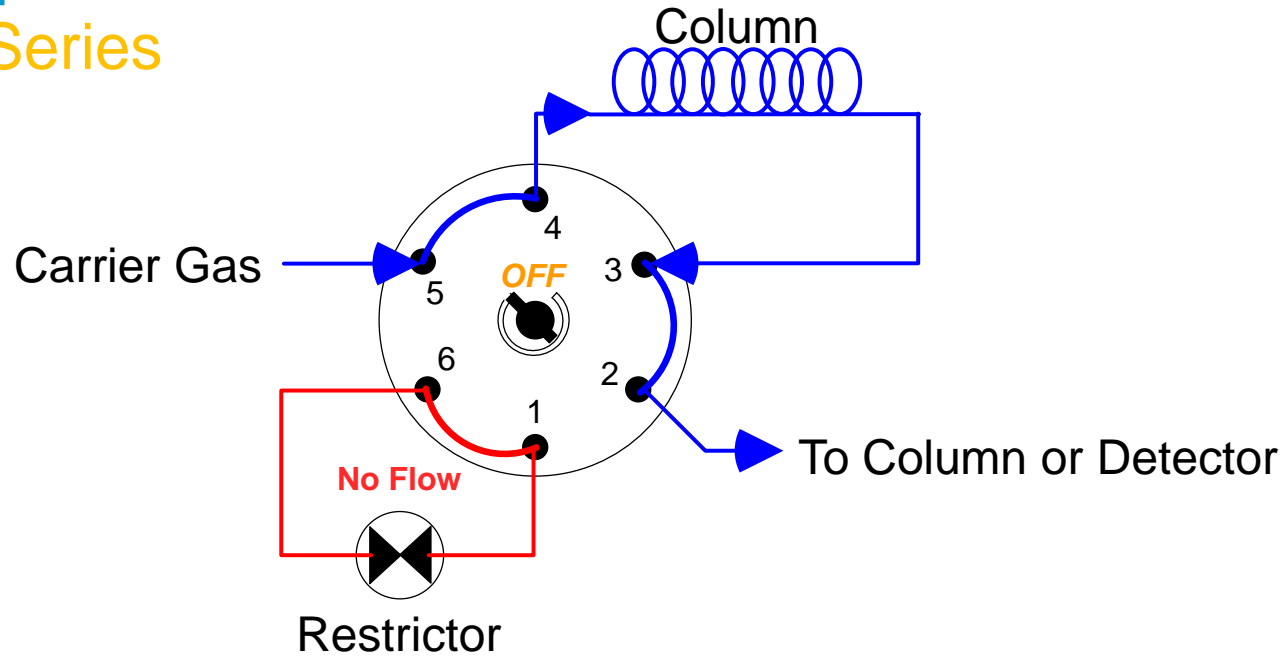 Series
Column
4
Carrier Gas
OFF
3
5
6
2
1
To Column or Detector
No Flow
Restrictor